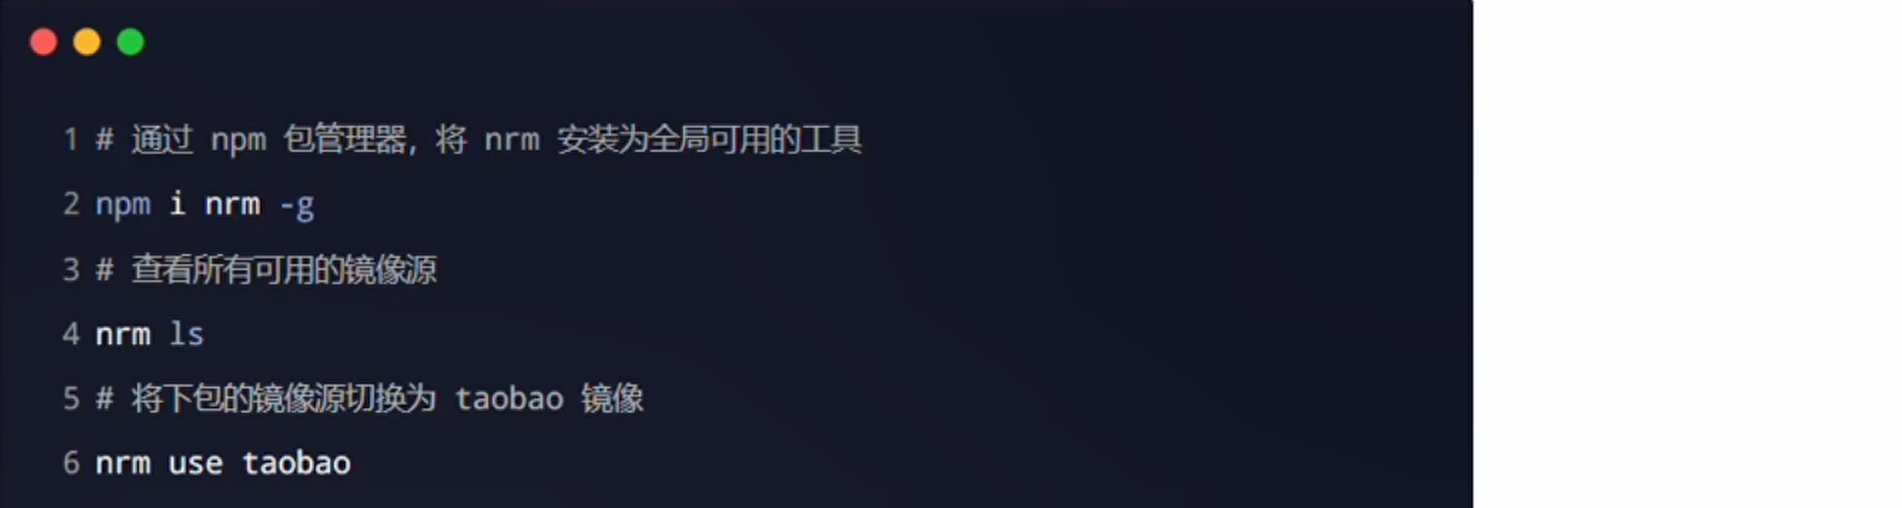 1 # 通过 npm 包管理器，将 nrm 安装为全局可用的工具
2 npm i nrm -g
3 # 查看所有可用的镜像源
4 nrm ls
5 # 将下包的镜像源切换为 taobao 镜像
6 nrm use taobao